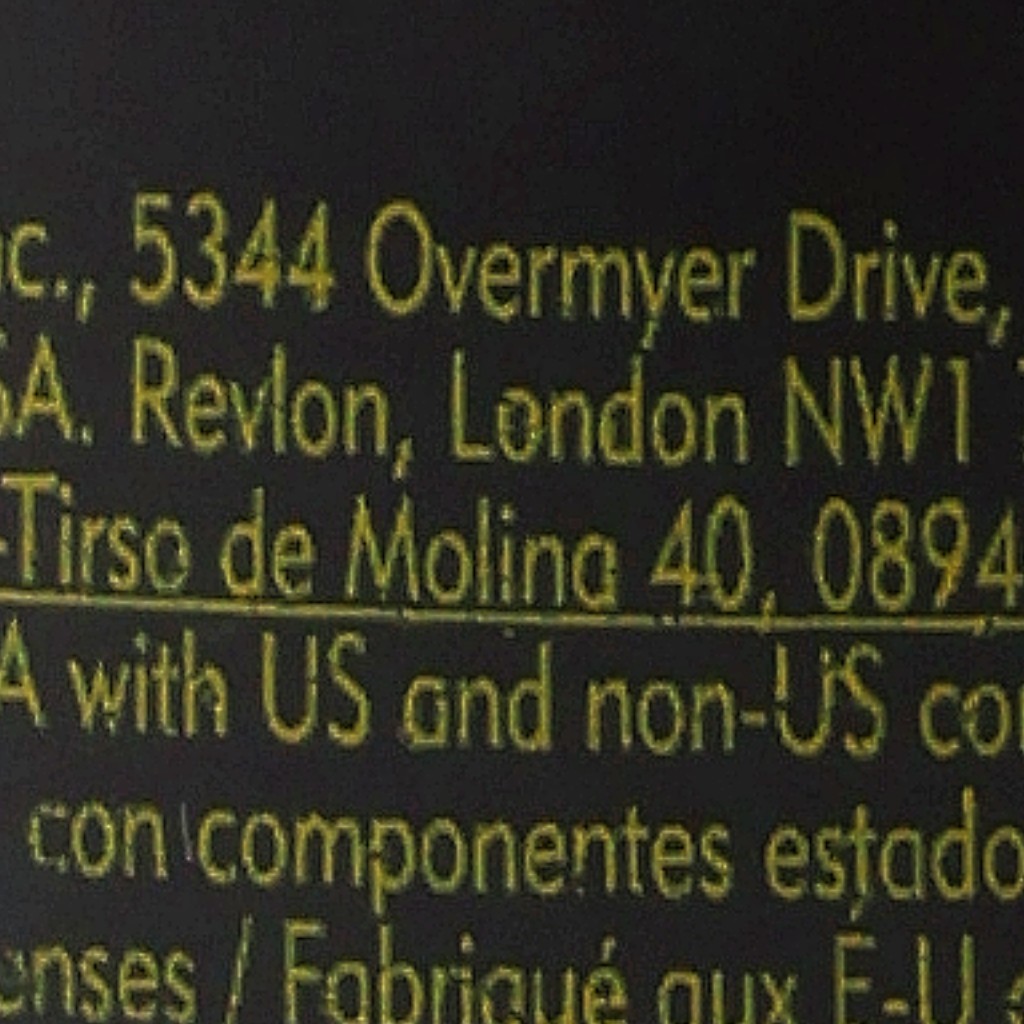 nc., 5344 Overmyer Drive,
SA. Revlon, London NW1
-Tirso de Molina 40, 0894
A with US and non-US co
con componentes estado
enses / Fabriqué aux É-U